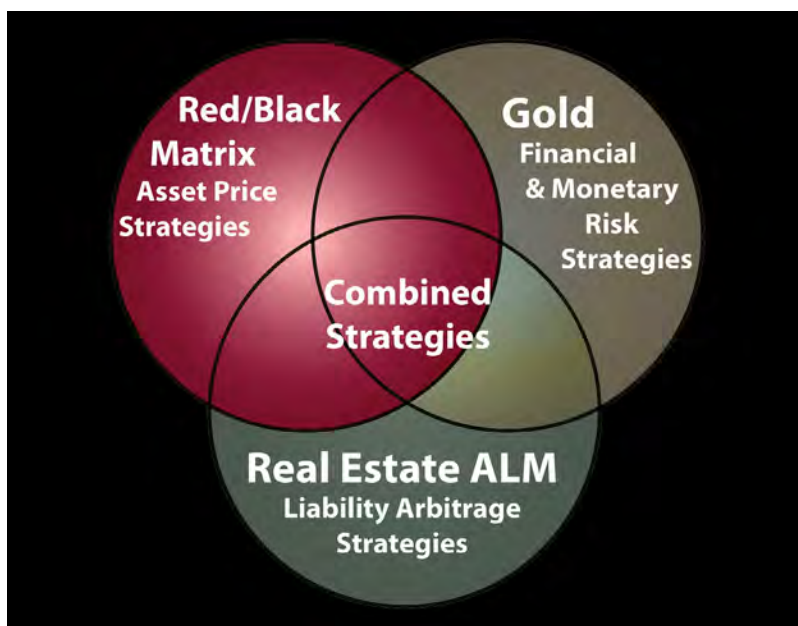 Red/Black
Matrix
Asset Price
Strategies
Gold
Financial
& Monetary
Risk
Strategies
Combined
Strategies
Real Estate ALM
Liability Arbitrage
Strategies